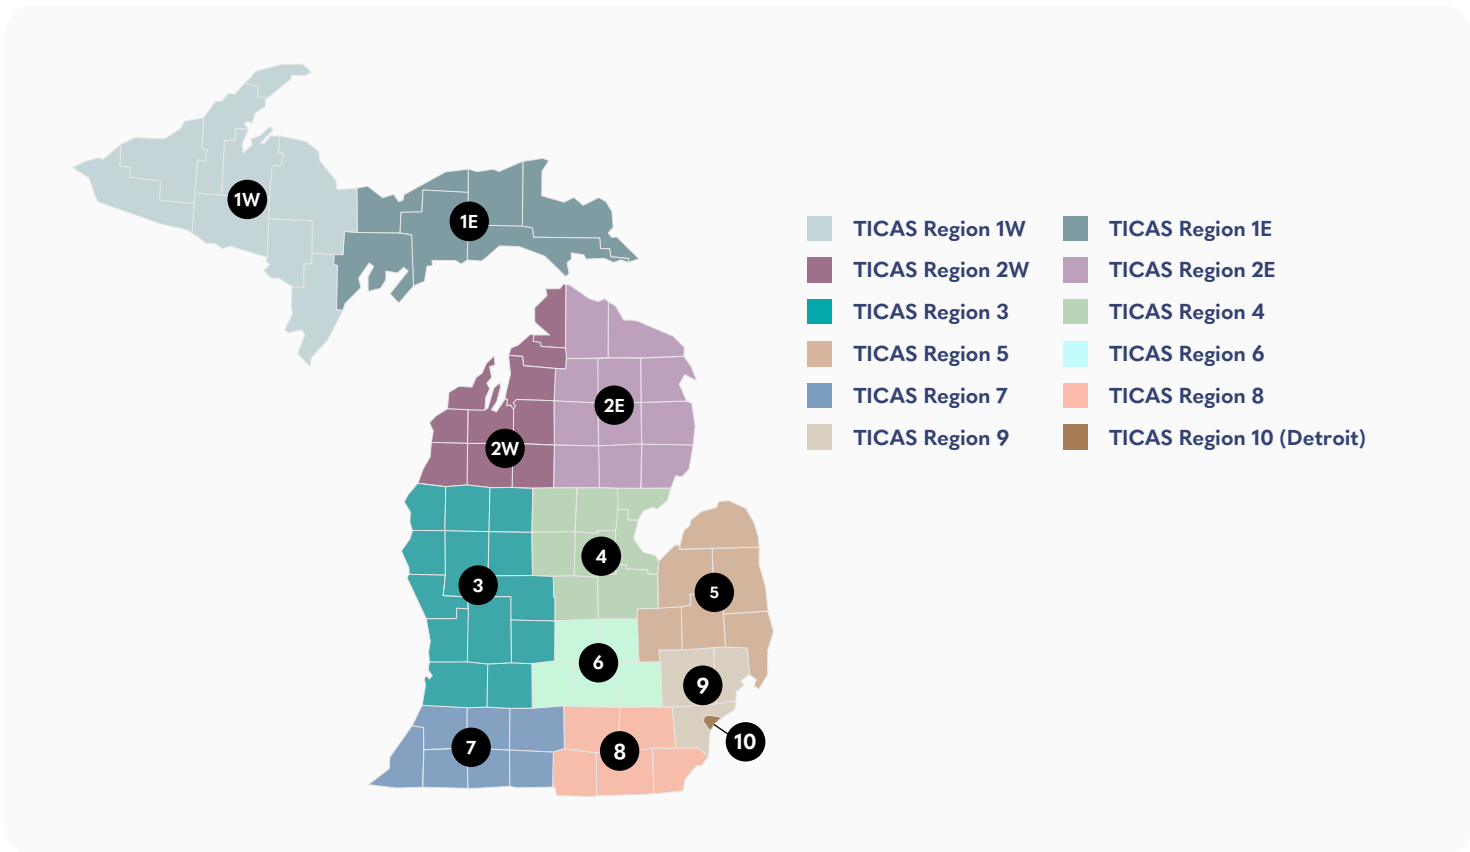 1W
1E
TICAS Region 1W
TICAS Region 1E
TICAS Region 2W
TICAS Region 2E
TICAS Region 3
TICAS Region 4
TICAS Region 5
TICAS Region 6
TICAS Region 7
TICAS Region 8
TICAS Region 9
TICAS Region 10 (Detroit)
2E
2W
4
3
5
6
9
10
7
8